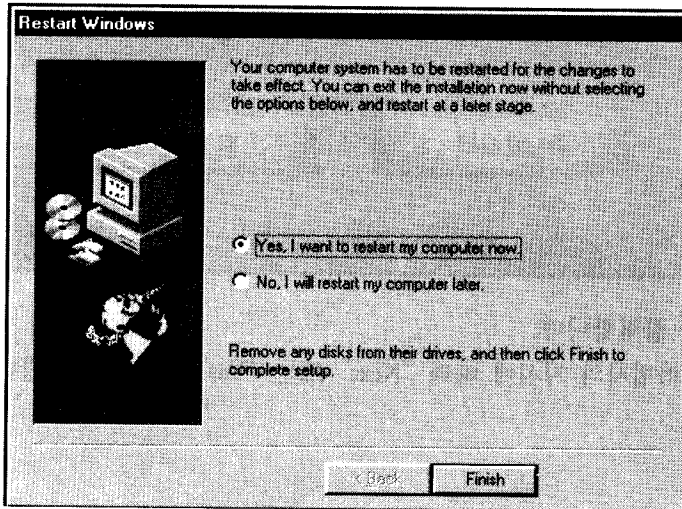 Restart Windows
Your computer system has to be restarted for the changes to
take effect. You can exit the installation now without selecting
the options below, and restart at a later stage.
Yes, I want to restart my computer now.
No, I will restart my computer later.
Remove any disks from their drives, and then click Finish to
complete setup.
< Back
Finish